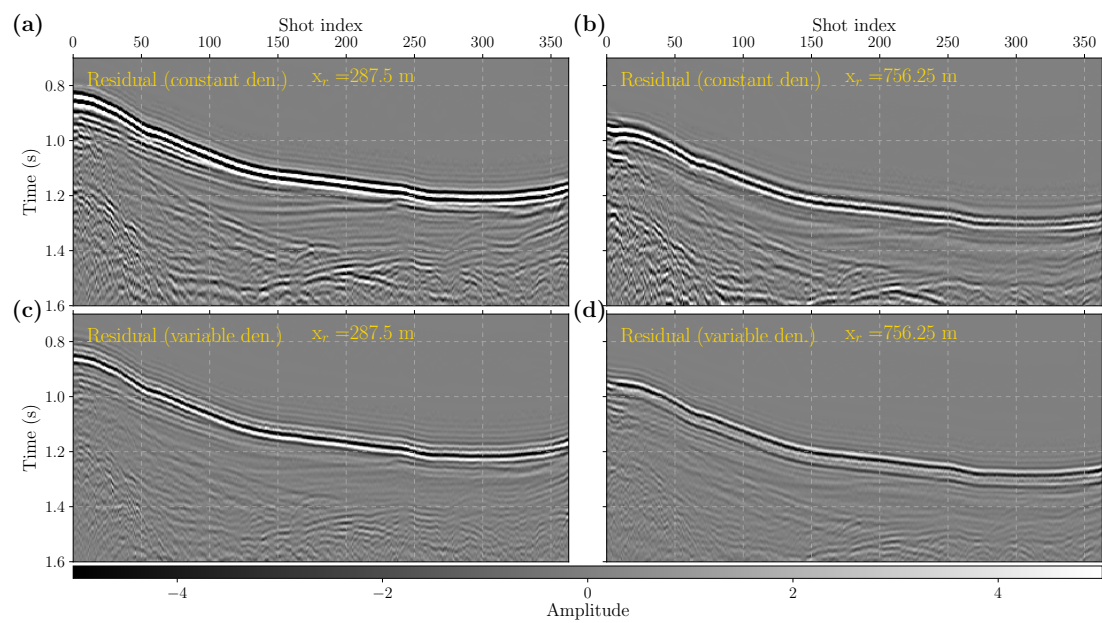 (a) Shot index (b) Shot index
0 50 100 150 200 250 300 350 0 50 100 150 200 250 300 350
Residual (constant den.) x_r =287.5 m Residual (constant den.) x_r =756.25 m
0.8
1.0
Time (s)
1.2
1.4
1.6
(c) (d)
Residual (variable den.) x_r =287.5 m Residual (variable den.) x_r =756.25 m
0.8
1.0
Time (s)
1.2
1.4
1.6
−4 −2 0 2 4
Amplitude